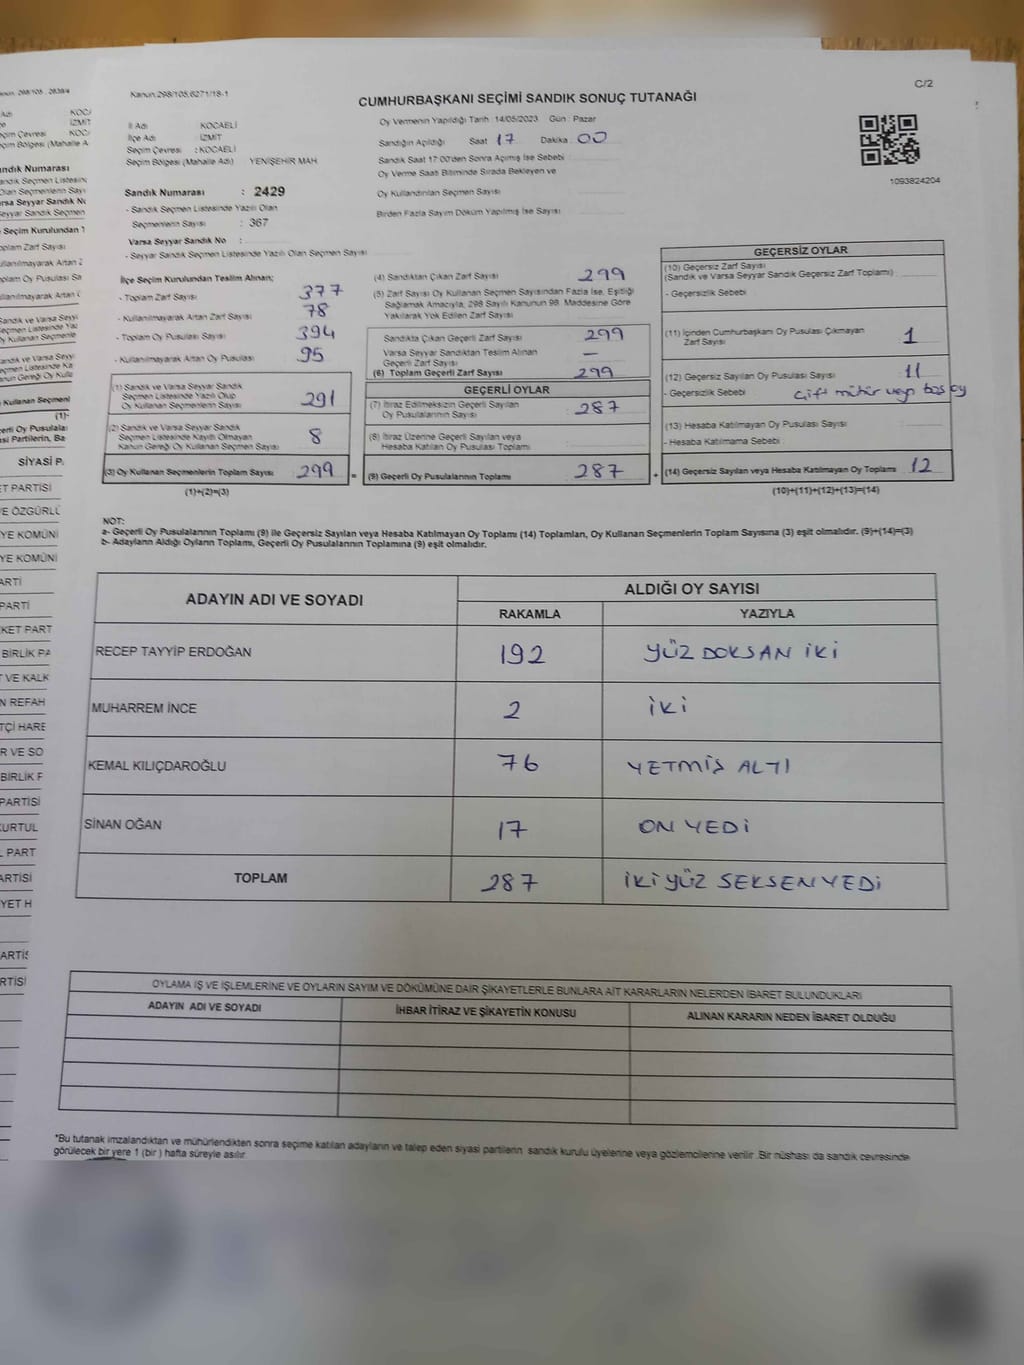 C/2
Kanun,298/105,6271/18-1
CUMHURBAŞKANI SEÇİMİ SANDIK SONUÇ TUTANAĞI
İl Adı KOCAELİ
İlçe Adı İZMİT
Seçim Çevresi : KOCAELİ
Seçim Bölgesi (Mahalle Adı) YENİŞEHİR MAH.
Oy Vermenin Yapıldığı Tarih : 14/05/2023 Gün : Pazar
Sandığın Açıldığı Saat 17 Dakika 00
Sandık Saat 17:00'den Sonra Açımış İse Sebebi
Oy Verme Saati Bitiminde Sırada Bekleyen ve
Oy Kullandırılan Seçmen Sayısı
Birden Fazla Sayım Döküm Yapılmış İse Sayısı
1093824204
Sandık Numarası : 2429
- Sandık Seçmen Listesinde Yazılı Olan
Seçmenlerin Sayısı : 367
Varsa Seyyar Sandık No :
- Seyyar Sandık Seçmen Listesinde Yazılı Olan Seçmen Sayısı
İlçe Seçim Kurulundan Teslim Alınan;
- Toplam Zarf Sayısı 377
- Kullanılmayarak Artan Zarf Sayısı 78
- Toplam Oy Pusulası Sayısı 394
- Kullanılmayarak Artan Oy Pusulası 95
(1) Sandık ve Varsa Seyyar Sandık
Seçmen Listesinde Yazılı Olup
Oy Kullanan Seçmenlerin Sayısı 291
(2) Sandık ve Varsa Seyyar Sandık
Seçmen Listesinde Kayıtlı Olmayan
Kanun Gereği Oy Kullanan Seçmen Sayısı 8
(3) Oy Kullanan Seçmenlerin Toplam Sayısı 299 =
(1)+(2)=(3)
(4) Sandıktan Çıkan Zarf Sayısı 299
(5) Zarf Sayısı Oy Kullanan Seçmen Sayısından Fazla İse, Eşitliği
Sağlamak Amacıyla, 298 Sayılı Kanunun 98. Maddesine Göre
Yakılarak Yok Edilen Zarf Sayısı
Sandıkta Çıkan Geçerli Zarf Sayısı 299
Varsa Seyyar Sandıktan Teslim Alınan
Geçerli Zarf Sayısı —
(6) Toplam Geçerli Zarf Sayısı 299
GEÇERLİ OYLAR
(7) İtiraz Edilmeksizin Geçerli Sayılan
Oy Pusulalarının Sayısı : 287
(8) İtiraz Üzerine Geçerli Sayılan veya
Hesaba Katılan Oy Pusulası Toplamı
(9) Geçerli Oy Pusulalarının Toplamı 287 +
GEÇERSİZ OYLAR
(10) Geçersiz Zarf Sayısı
(Sandık ve Varsa Seyyar Sandık Geçersiz Zarf Toplamı)
- Geçersizlik Sebebi
(11) İçinden Cumhurbaşkanı Oy Pusulası Çıkmayan
Zarf Sayısı 1
(12) Geçersiz Sayılan Oy Pusulası Sayısı 11
- Geçersizlik Sebebi çift mühür veya boş oy
(13) Hesaba Katılmayan Oy Pusulası Sayısı
- Hesaba Katılmama Sebebi
(14) Geçersiz Sayılan veya Hesaba Katılmayan Oy Toplamı 12
(10)+(11)+(12)+(13)=(14)
NOT:
a- Geçerli Oy Pusulalarının Toplamı (9) ile Geçersiz Sayılan veya Hesaba Katılmayan Oy Toplamı (14) Toplamları, Oy Kullanan Seçmenlerin Toplam Sayısına (3) eşit olmalıdır. (9)+(14)=(3)
b- Adayların Aldığı Oyların Toplamı, Geçerli Oy Pusulalarının Toplamına (9) eşit olmalıdır.
ADAYIN ADI VE SOYADI
ALDIĞI OY SAYISI
RAKAMLA YAZIYLA
RECEP TAYYİP ERDOĞAN 192 YÜZ DOKSAN İKİ
MUHARREM İNCE 2 İKİ
KEMAL KILIÇDAROĞLU 76 YETMİŞ ALTI
SİNAN OĞAN 17 ON YEDİ
TOPLAM 287 İKİ YÜZ SEKSEN YEDİ
OYLAMA İŞ VE İŞLEMLERİNE VE OYLARIN SAYIM VE DÖKÜMÜNE DAİR ŞİKAYETLERLE BUNLARA AİT KARARLARIN NELERDEN İBARET BULUNDUKLARI
ADAYIN ADI VE SOYADI İHBAR İTİRAZ VE ŞİKAYETİN KONUSU ALINAN KARARIN NEDEN İBARET OLDUĞU
*Bu tutanak imzalandıktan ve mühürlendikten sonra seçime katılan adayların ve talep eden siyasi partilerin sandık kurulu üyelerine veya gözlemcilerine verilir .Bir nüshası da sandık çevresinde
görülecek bir yere 1 (bir ) hafta süreyle asılır.